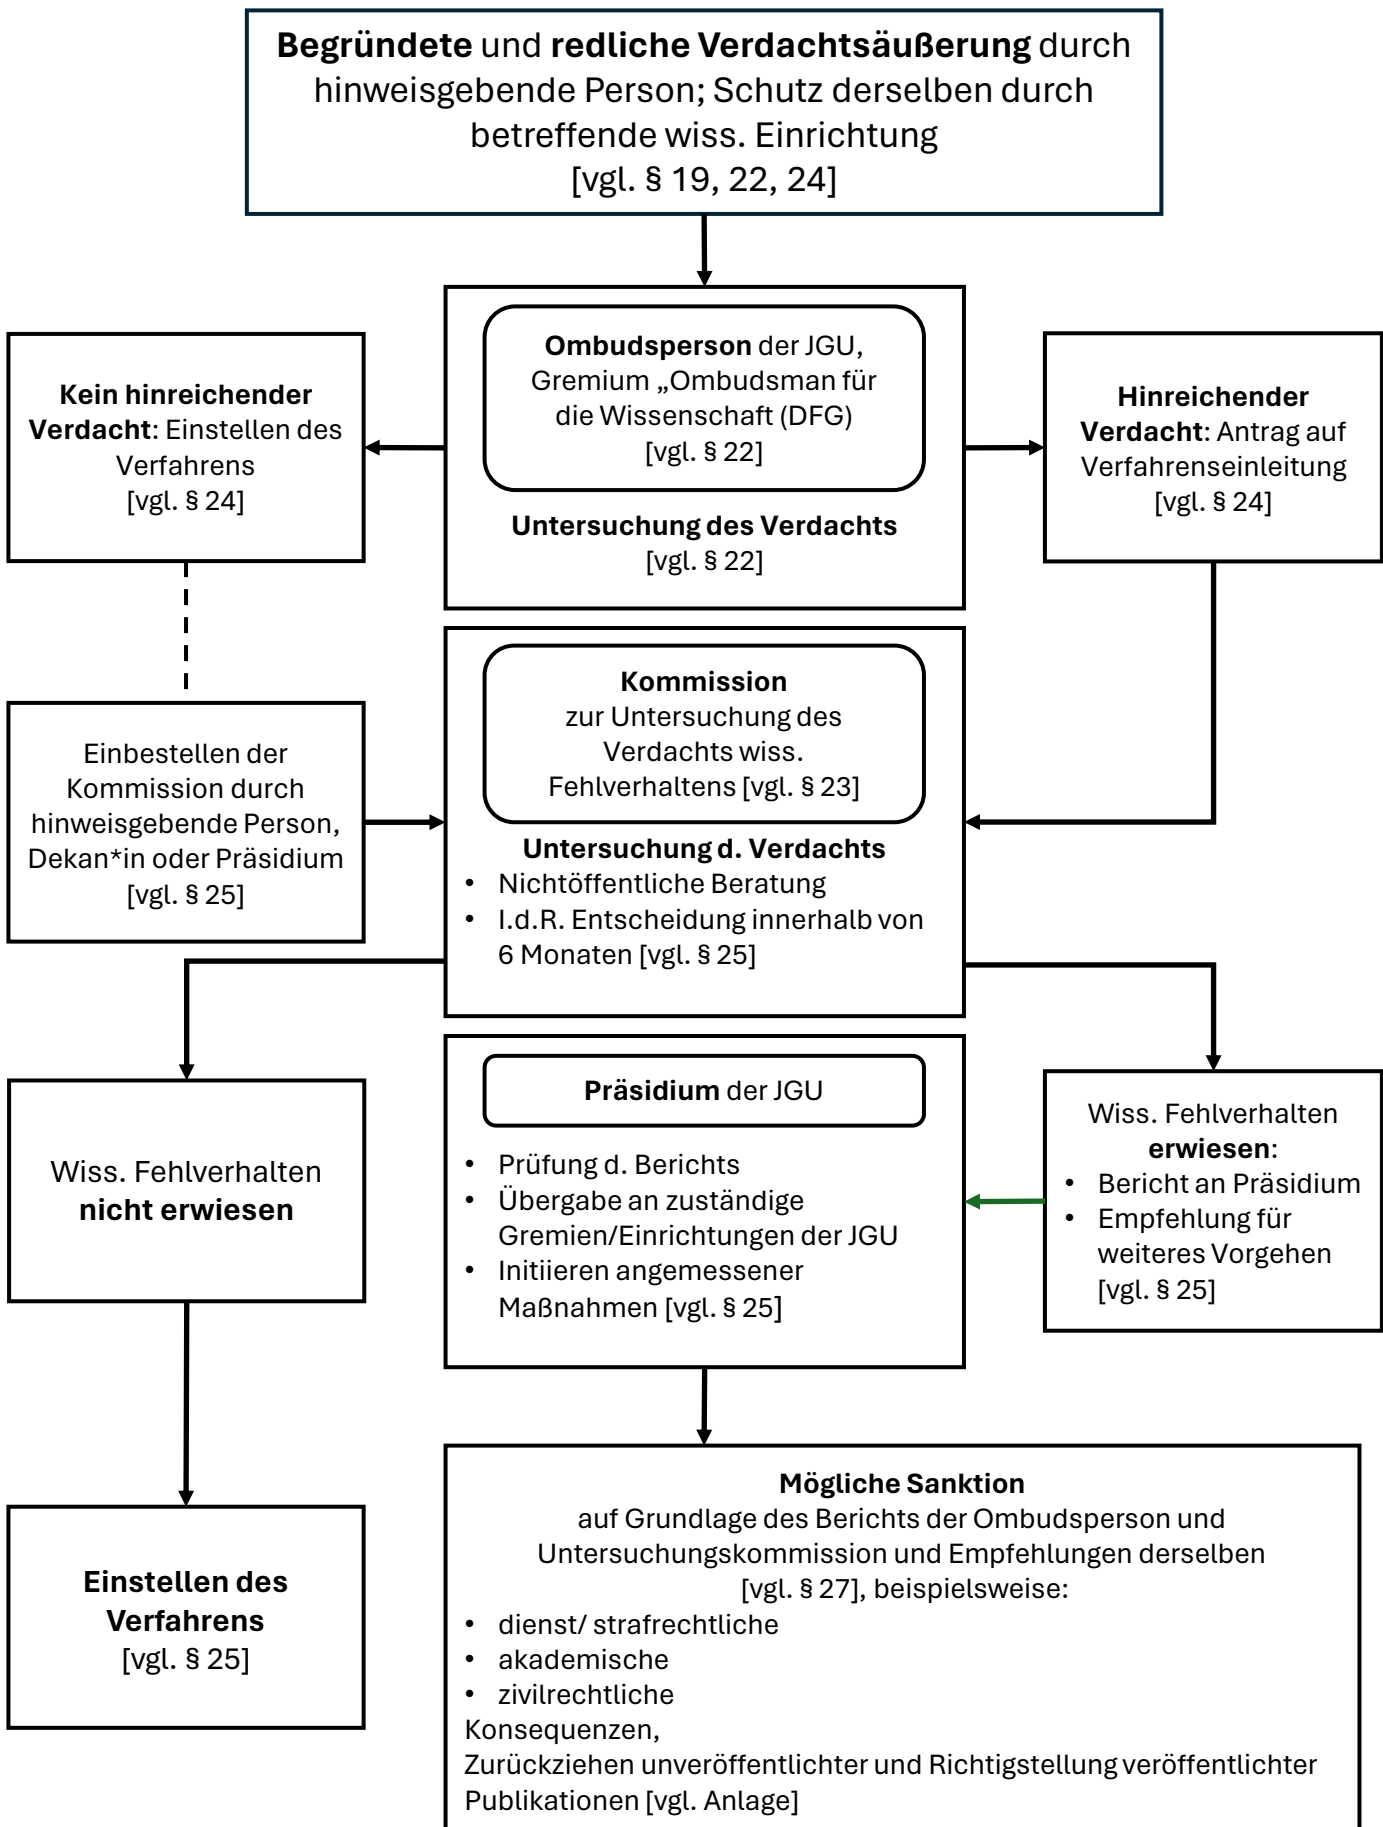 Begründete und redliche Verdachtsäußerung durch
hinweisgebende Person; Schutz derselben durch
betreffende wiss. Einrichtung
[vgl. § 19, 22, 24]
Ombudsperson der JGU,
Gremium „Ombudsman für
die Wissenschaft (DFG)
[vgl. § 22]
Untersuchung des Verdachts
[vgl. § 22]
Kein hinreichender
Verdacht: Einstellen des
Verfahrens
[vgl. § 24]
Hinreichender
Verdacht: Antrag auf
Verfahrenseinleitung
[vgl. § 24]
Einbestellen der
Kommission durch
hinweisgebende Person,
Dekan*in oder Präsidium
[vgl. § 25]
Kommission
zur Untersuchung des
Verdachts wiss.
Fehlverhaltens [vgl. § 23]
Untersuchung d. Verdachts
• Nichtöffentliche Beratung
• I.d.R. Entscheidung innerhalb von
6 Monaten [vgl. § 25]
Wiss. Fehlverhalten
nicht erwiesen
Präsidium der JGU
• Prüfung d. Berichts
• Übergabe an zuständige
Gremien/Einrichtungen der JGU
• Initiieren angemessener
Maßnahmen [vgl. § 25]
Wiss. Fehlverhalten
erwiesen:
• Bericht an Präsidium
• Empfehlung für
weiteres Vorgehen
[vgl. § 25]
Einstellen des
Verfahrens
[vgl. § 25]
Mögliche Sanktion
auf Grundlage des Berichts der Ombudsperson und
Untersuchungskommission und Empfehlungen derselben
[vgl. § 27], beispielsweise:
• dienst/ strafrechtliche
• akademische
• zivilrechtliche
Konsequenzen,
Zurückziehen unveröffentlichter und Richtigstellung veröffentlichter
Publikationen [vgl. Anlage]